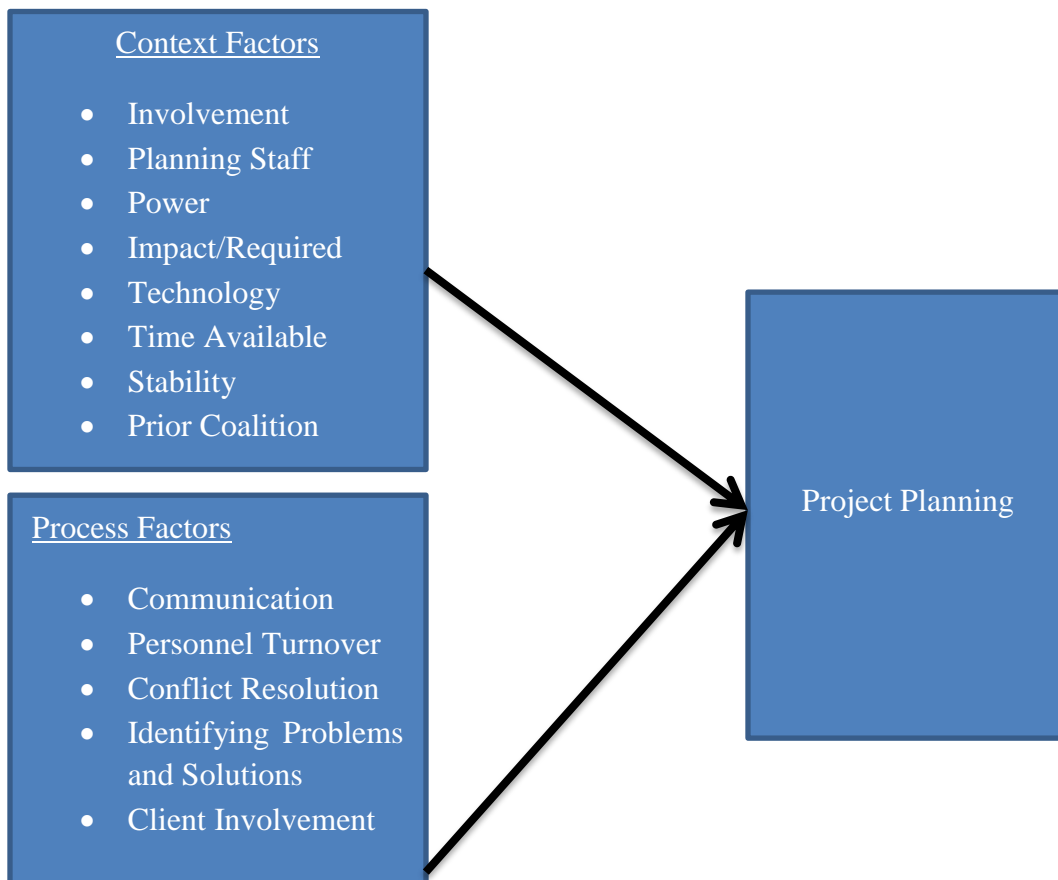 Context Factors
• Involvement
• Planning Staff
• Power
• Impact/Required
• Technology
• Time Available
• Stability
• Prior Coalition
Process Factors
• Communication
• Personnel Turnover
• Conflict Resolution
• Identifying Problems
and Solutions
• Client Involvement
Project Planning